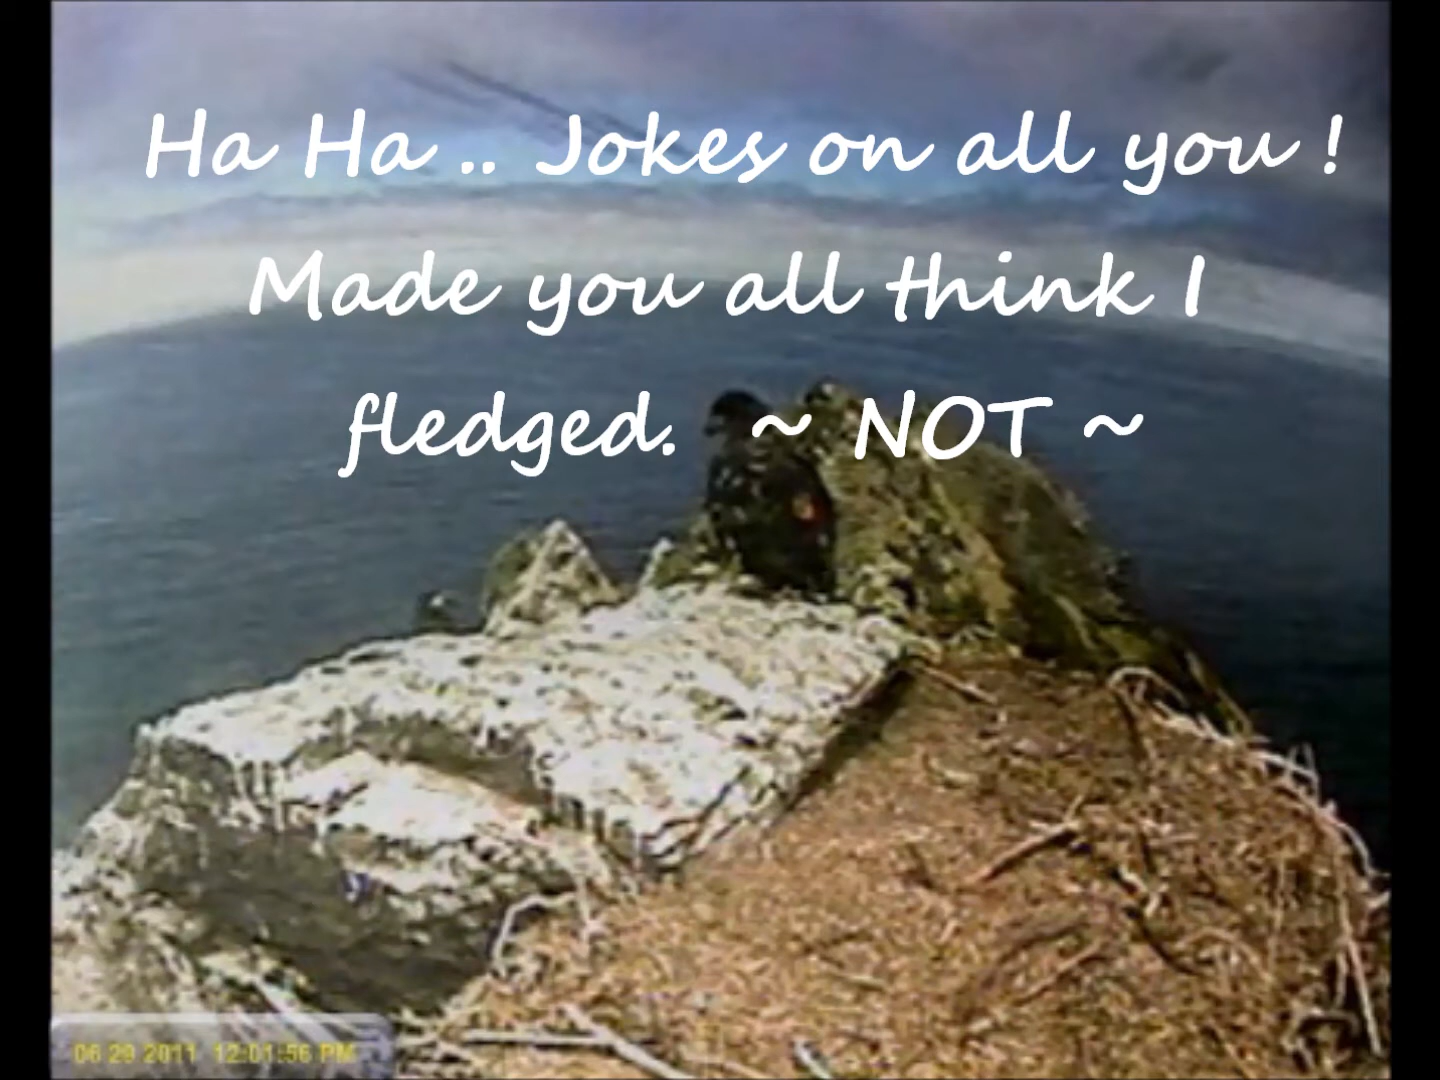 Ha Ha .. Jokes on all you !
Made you all think I
fledged. ~ NOT ~
06 29 2011 12:01:56 PM